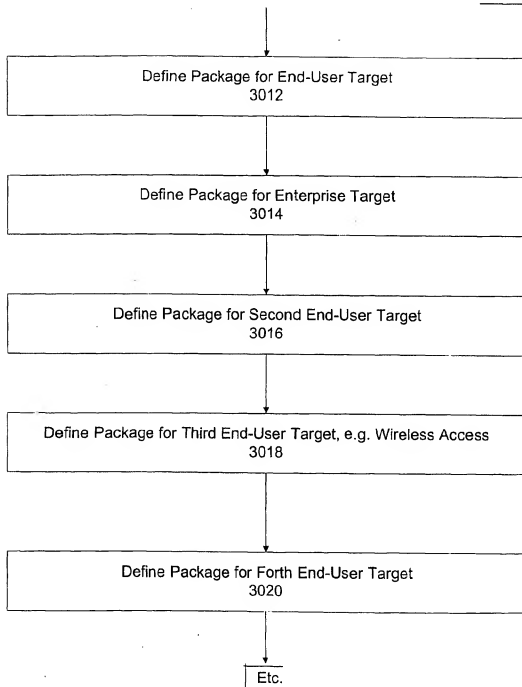 Define Package for End-User Target
3012
Define Package for Enterprise Target
3014
Define Package for Second End-User Target
3016
Define Package for Third End-User Target, e.g. Wireless Access
3018
Define Package for Forth End-User Target
3020
Etc.